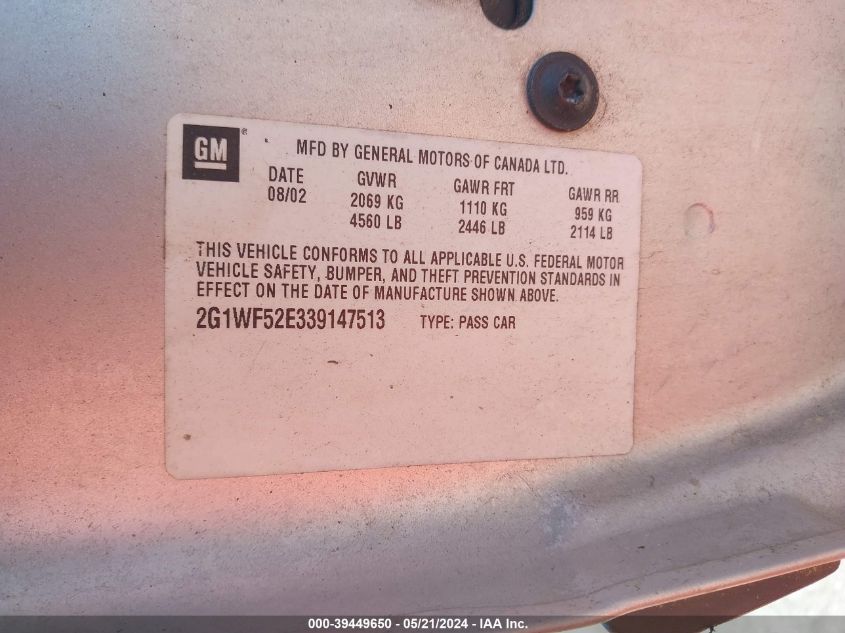 GM ®
MFD BY GENERAL MOTORS OF CANADA LTD.
DATE GVWR GAWR FRT GAWR RR
08/02 2069 KG 1110 KG 959 KG
4560 LB 2446 LB 2114 LB
THIS VEHICLE CONFORMS TO ALL APPLICABLE U.S. FEDERAL MOTOR
VEHICLE SAFETY, BUMPER, AND THEFT PREVENTION STANDARDS IN
EFFECT ON THE DATE OF MANUFACTURE SHOWN ABOVE.
2G1WF52E339147513 TYPE: PASS CAR
000-39449650 - 05/21/2024 - IAA Inc.